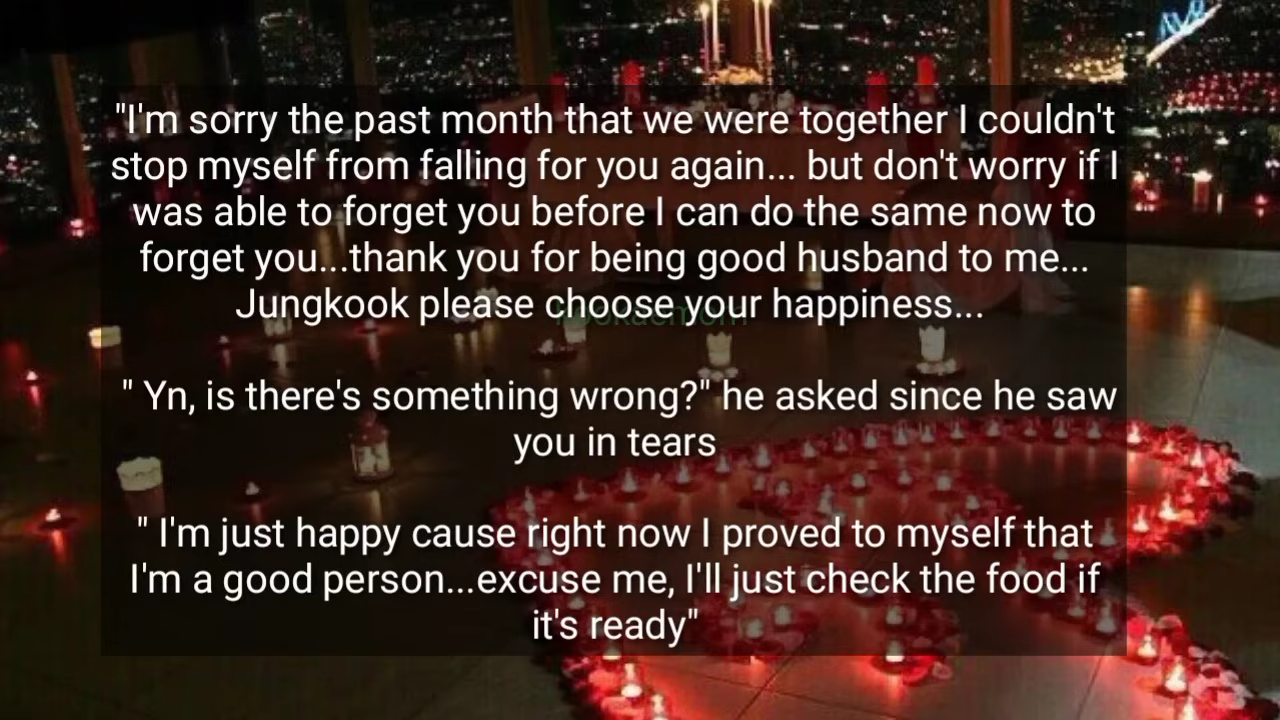 "I'm sorry the past month that we were together I couldn't
stop myself from falling for you again... but don't worry if I
was able to forget you before I can do the same now to
forget you...thank you for being good husband to me...
Jungkook please choose your happiness...
" Yn, is there's something wrong?" he asked since he saw
you in tears
" I'm just happy cause right now I proved to myself that
I'm a good person...excuse me, I'll just check the food if
it's ready"